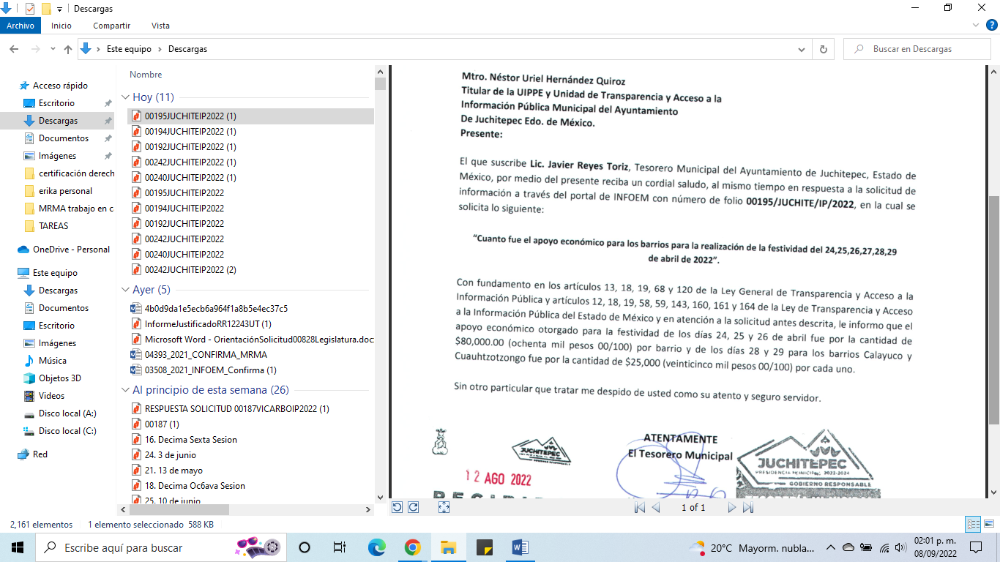 Descargas
Archivo
Inicio
Compartir
Vista
Este equipo
Descargas
Buscar en Descargas
Acceso rápido
Escritorio
Descargas
Documentos
Imágenes
certificación derech
erika personal
MRMA trabajo en c
TAREAS
OneDrive - Personal
Este equipo
Descargas
Documentos
Escritorio
Imágenes
Música
Objetos 3D
Videos
Disco local (A:)
Disco local (C:)
Red
Nombre
Hoy (11)
00195JUCHITEIP2022 (1)
00194JUCHITEIP2022 (1)
00192JUCHITEIP2022 (1)
00242JUCHITEIP2022 (1)
00240JUCHITEIP2022 (1)
00195JUCHITEIP2022
00194JUCHITEIP2022
00192JUCHITEIP2022
00242JUCHITEIP2022
00240JUCHITEIP2022
00242JUCHITEIP2022 (2)
Ayer (5)
4b0d9da1e5ecb6a964f1a8b5e4ec37c5
InformeJustificadoRR12243UT (1)
Microsoft Word - OrientaciónSolicitud00828Legislatura.doc
04393_2021_CONFIRMA_MRMA
03508_2021_INFOEM_Confirma (1)
Al principio de esta semana (26)
RESPUESTA SOLICITUD 00187VICARBOIP2022 (1)
00187 (1)
16. Decima Sexta Sesion
24. 3 de junio
21. 13 de mayo
18. Decima Oc6ava Sesion
25. 10 de junio
Mtro. Néstor Uriel Hernández Quiroz
Titular de la UIPPE y Unidad de Transparencia y Acceso a la
Información Pública Municipal del Ayuntamiento
De Juchitepec Edo. de México.
Presente:
El que suscribe Lic. Javier Reyes Toriz, Tesorero Municipal del Ayuntamiento de Juchitepec, Estado de
México, por medio del presente reciba un cordial saludo, al mismo tiempo en respuesta a la solicitud de
información a través del portal de INFOEM con número de folio 00195/JUCHITE/IP/2022, en la cual se
solicita lo siguiente:
"Cuanto fue el apoyo económico para los barrios para la realización de la festividad del 24,25,26,27,28,29
de abril de 2022".
Con fundamento en los artículos 13, 18, 19, 68 y 120 de la Ley General de Transparencia y Acceso a la
Información Pública y artículos 12, 18, 19, 58, 59, 143, 160, 161 y 164 de la Ley de Transparencia y Acceso
a la Información Pública del Estado de México y en atención a la solicitud antes descrita, le informo que el
apoyo económico otorgado para la festividad de los días 24, 25 y 26 de abril fue por la cantidad de
$80,000.00 (ochenta mil pesos 00/100) por barrio y de los días 28 y 29 para los barrios Calayuco y
Cuauhtzotzongo fue por la cantidad de $25,000 (veinticinco mil pesos 00/100) por cada uno.
Sin otro particular que tratar me despido de usted como su atento y seguro servidor.
ATENTAMENTE
El Tesorero Municipal
JUCHITEPEC
12 AGO 2022
JUCHITEPEC
PRESIDENCIA MUNICIPAL 2022-2024
GOBIERNO RESPONSABLE
1 of 1
2,161 elementos
1 elemento seleccionado 588 KB
Escribe aquí para buscar
20°C Mayorm. nubla...
02:01 p. m.
08/09/2022